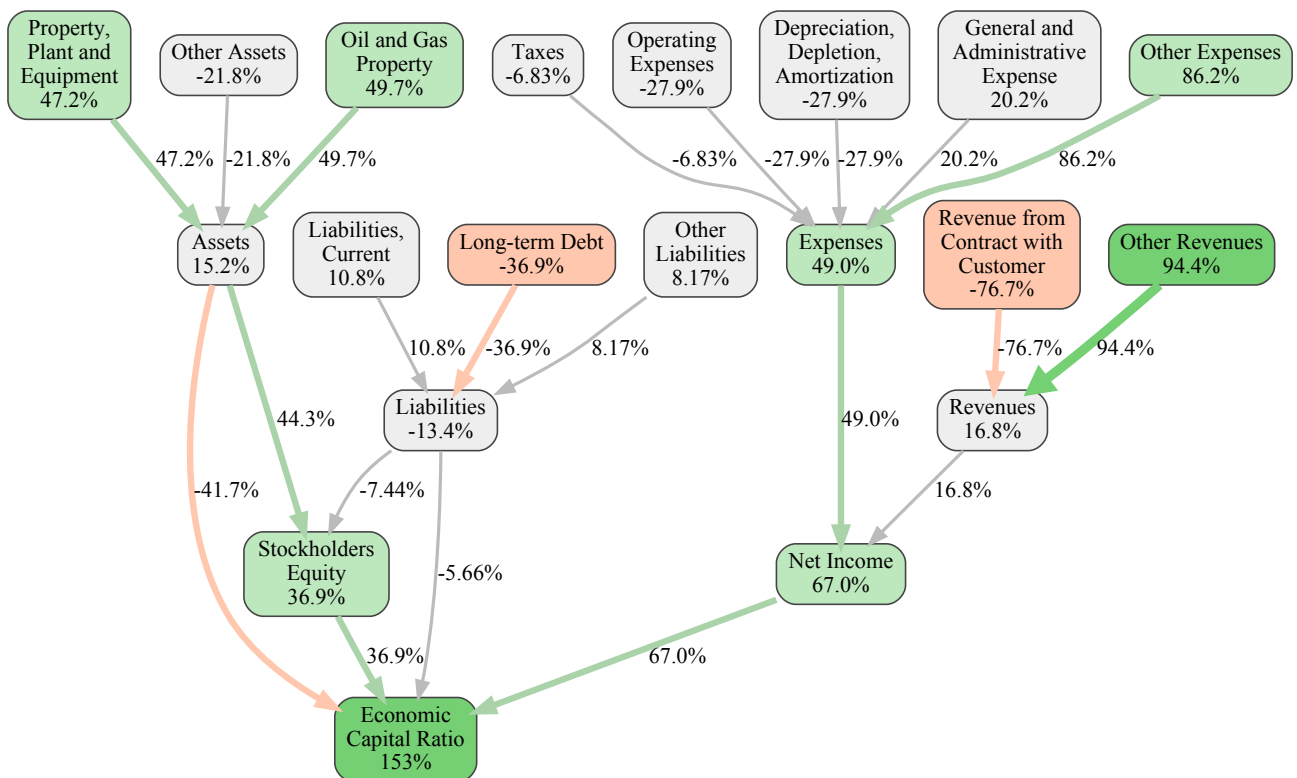 Property,
Plant and
Equipment
47.2%
Other Assets
-21.8%
Oil and Gas
Property
49.7%
Taxes
-6.83%
Operating
Expenses
-27.9%
Depreciation,
Depletion,
Amortization
-27.9%
General and
Administrative
Expense
20.2%
Other Expenses
86.2%
47.2%
-21.8%
49.7%
-6.83%
-27.9%
-27.9%
20.2%
86.2%
Assets
15.2%
Liabilities,
Current
10.8%
Long-term Debt
-36.9%
Other
Liabilities
8.17%
Expenses
49.0%
Revenue from
Contract with
Customer
-76.7%
Other Revenues
94.4%
10.8%
-36.9%
8.17%
-76.7%
94.4%
44.3%
Liabilities
-13.4%
49.0%
Revenues
16.8%
-41.7%
-7.44%
16.8%
Stockholders
Equity
36.9%
-5.66%
Net Income
67.0%
36.9%
67.0%
Economic
Capital Ratio
153%